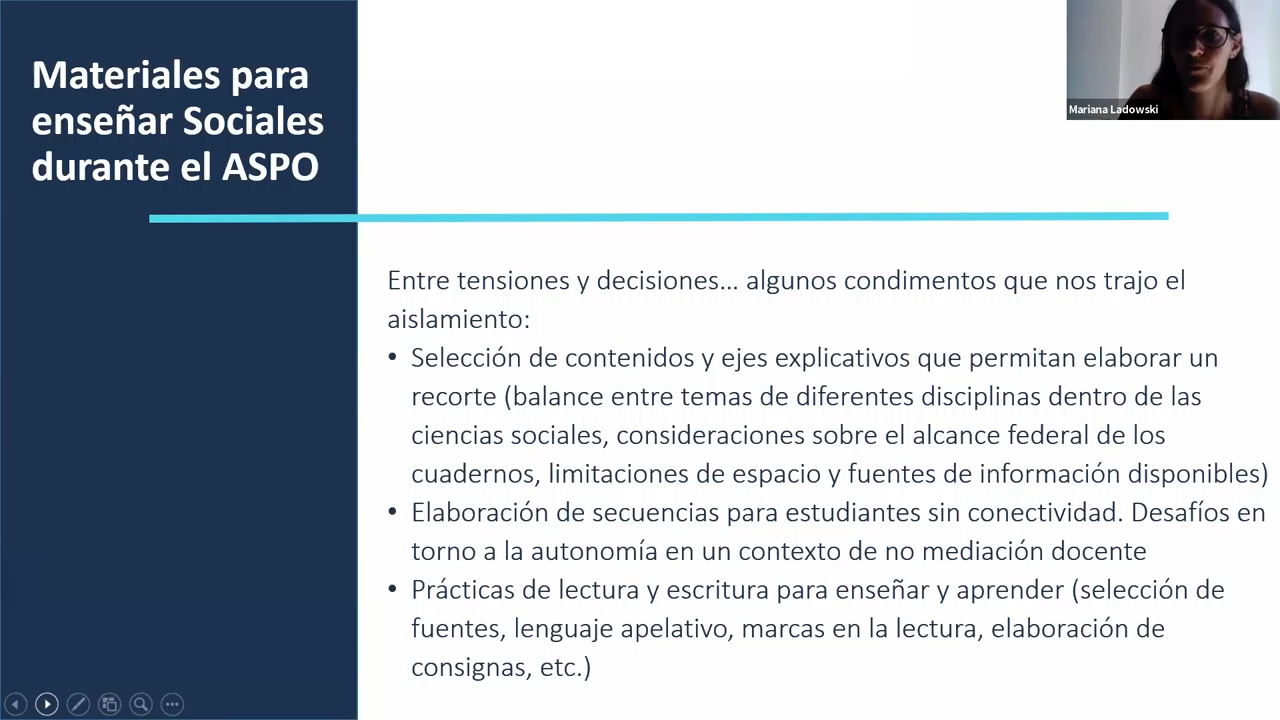 Materiales para
enseñar Sociales
durante el ASPO
Mariana Ladowski
Entre tensiones y decisiones... algunos condimentos que nos trajo el
aislamiento:
• Selección de contenidos y ejes explicativos que permitan elaborar un
recorte (balance entre temas de diferentes disciplinas dentro de las
ciencias sociales, consideraciones sobre el alcance federal de los
cuadernos, limitaciones de espacio y fuentes de información disponibles)
• Elaboración de secuencias para estudiantes sin conectividad. Desafíos en
torno a la autonomía en un contexto de no mediación docente
• Prácticas de lectura y escritura para enseñar y aprender (selección de
fuentes, lenguaje apelativo, marcas en la lectura, elaboración de
consignas, etc.)